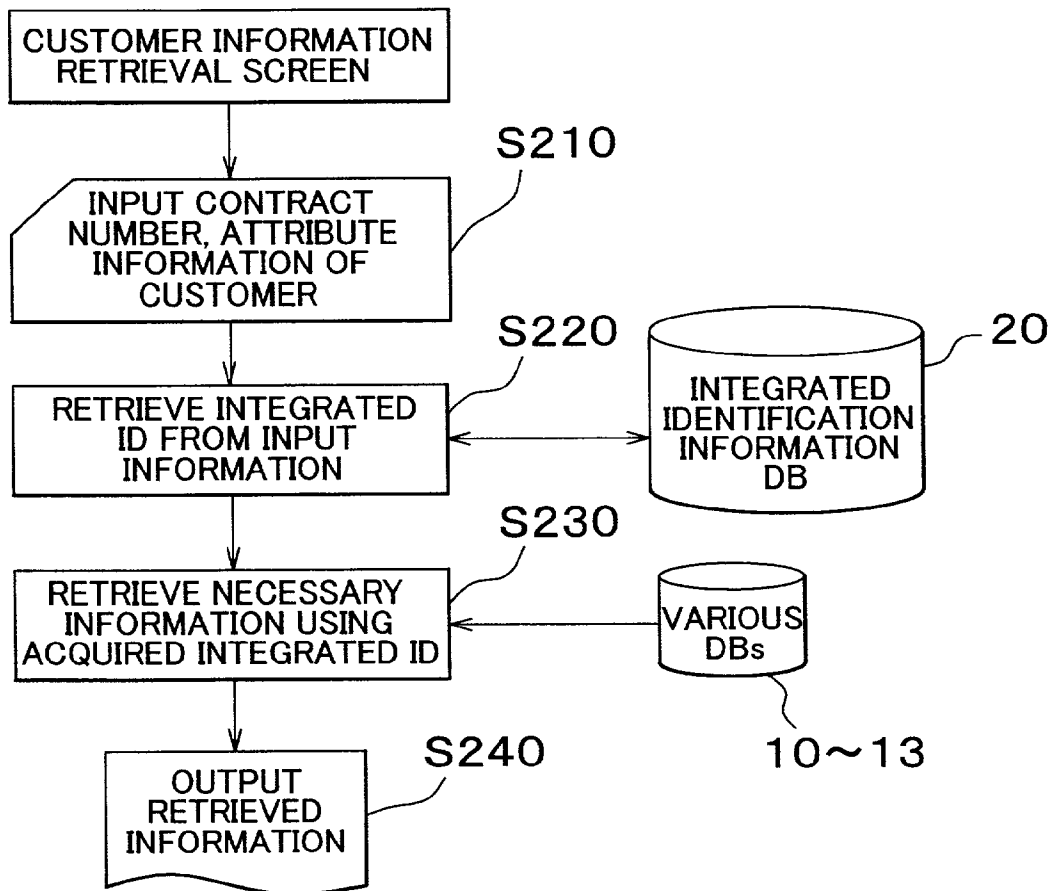 CUSTOMER INFORMATION
RETRIEVAL SCREEN
S210
INPUT CONTRACT
NUMBER, ATTRIBUTE
INFORMATION OF
CUSTOMER
S220
RETRIEVE INTEGRATED
ID FROM INPUT
INFORMATION
20
INTEGRATED
IDENTIFICATION
INFORMATION
DB
S230
RETRIEVE NECESSARY
INFORMATION USING
ACQUIRED INTEGRATED ID
VARIOUS
DBs
10~13
S240
OUTPUT
RETRIEVED
INFORMATION